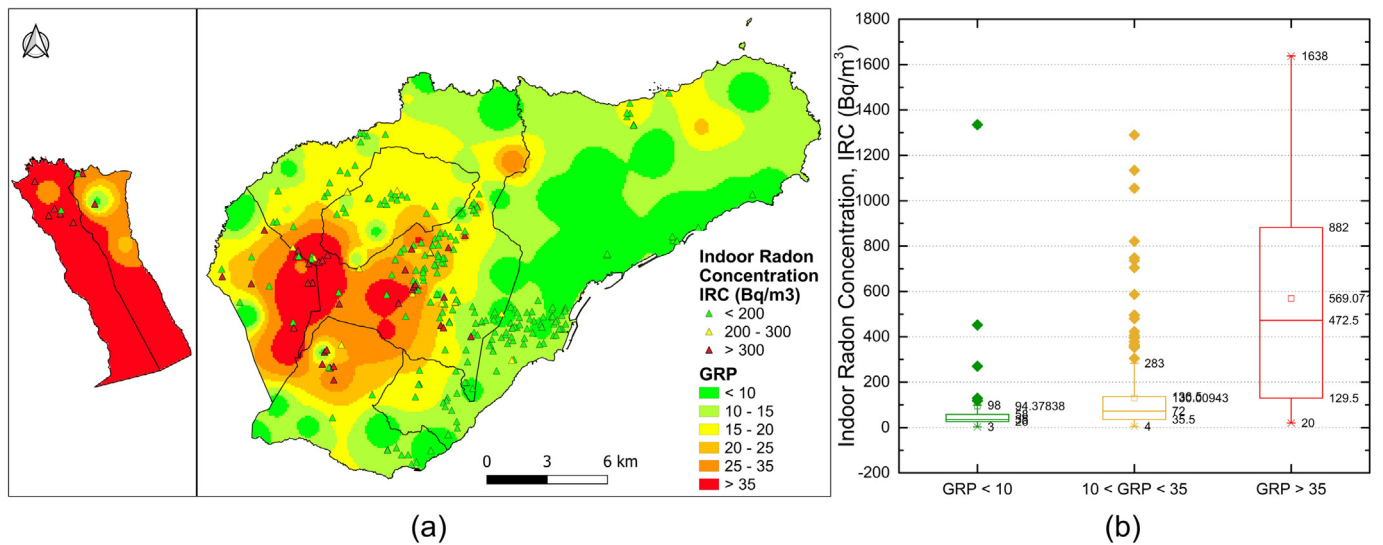 Indoor Radon
Concentration
IRC (Bq/m3)
< 200
200 - 300
> 300
GRP
< 10
10 - 15
15 - 20
20 - 25
25 - 35
> 35
0 3 6 km
(a)
Indoor Radon Concentration, IRC (Bq/m³)
1800
1600
1400
1200
1000
800
600
400
200
0
-200
98 94.37838
3
283
72
35.5
4
1638
882
569.071
472.5
129.5
20
GRP < 10 10 < GRP < 35 GRP > 35
(b)